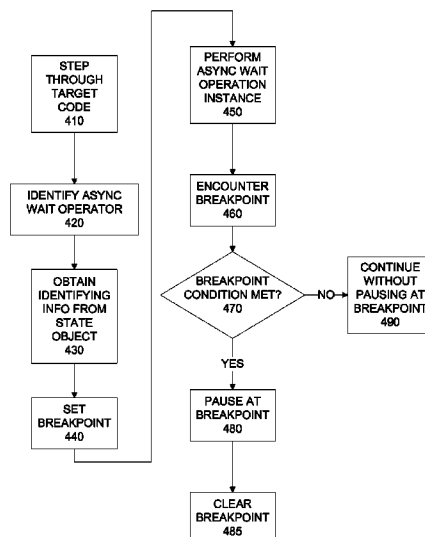 STEP
THROUGH
TARGET
CODE
410
IDENTIFY ASYNC
WAIT OPERATOR
420
OBTAIN
IDENTIFYING
INFO FROM
STATE
OBJECT
430
SET
BREAKPOINT
440
PERFORM
ASYNC WAIT
OPERATION
INSTANCE
450
ENCOUNTER
BREAKPOINT
460
BREAKPOINT
CONDITION MET?
470
NO
CONTINUE
WITHOUT
PAUSING AT
BREAKPOINT
490
YES
PAUSE AT
BREAKPOINT
480
CLEAR
BREAKPOINT
485